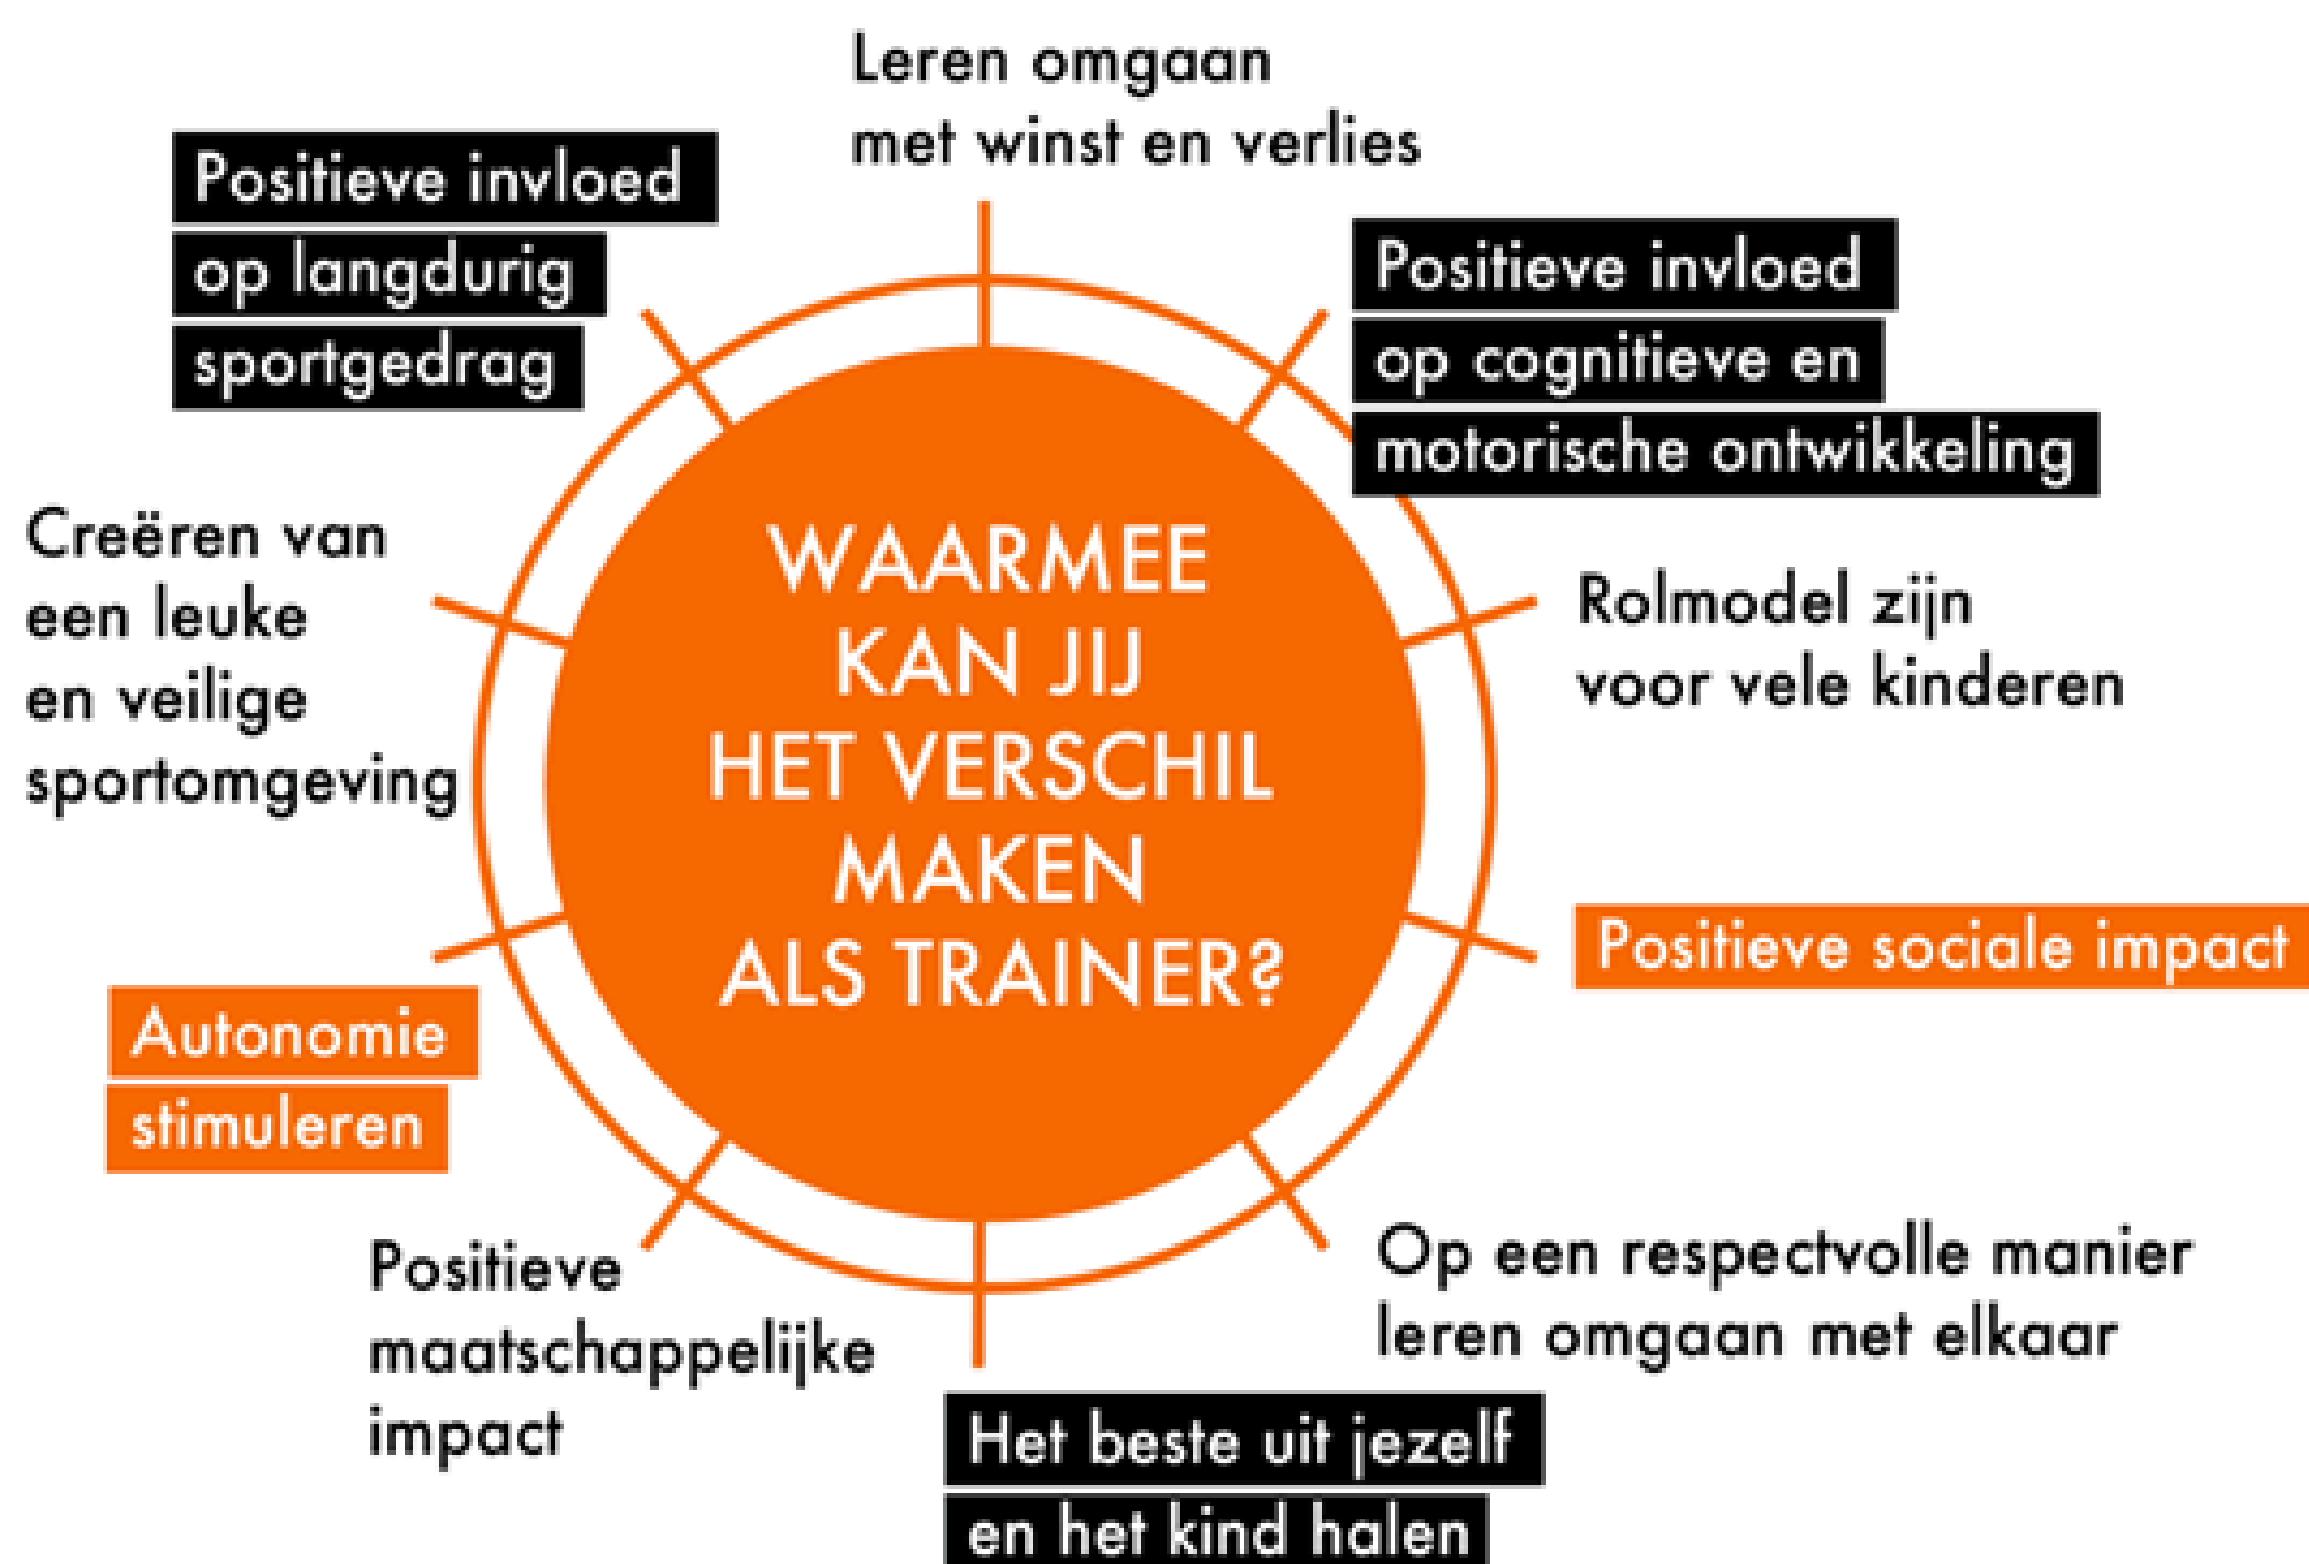 Leren omgaan
met winst en verlies
Positieve invloed
op cognitieve en
motorische ontwikkeling
Rolmodel zijn
voor vele kinderen
Positieve sociale impact
Op een respectvolle manier
leren omgaan met elkaar
Het beste uit jezelf
en het kind halen
Positieve
maatschappelijke
impact
Autonomie
stimuleren
Creëren van
een leuke
en veilige
sportomgeving
Positieve invloed
op langdurig
sportgedrag
WAARMEE
KAN JIJ
HET VERSCHIL
MAKEN
ALS TRAINER?